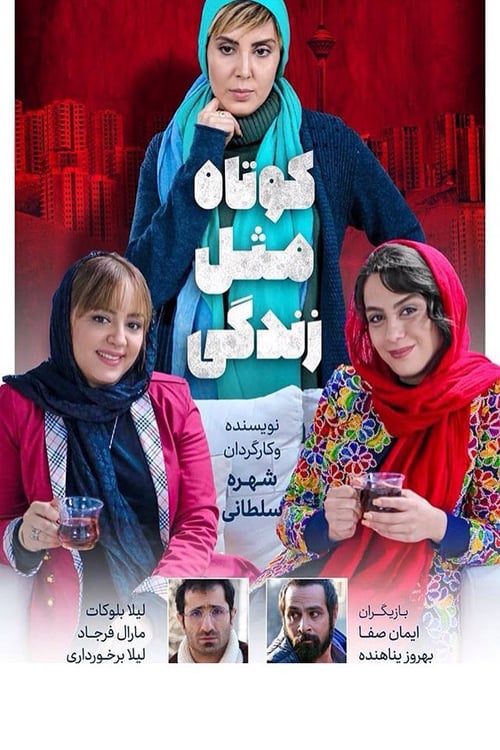 کوتاه
مثل
زندگی
نویسنده
وکارگردان
شهره
سلطانی
بازیگران
ایمان صفا
بهروز پناهنده
لیلا بلوکات
مارال فرجاد
لیلا برخورداری